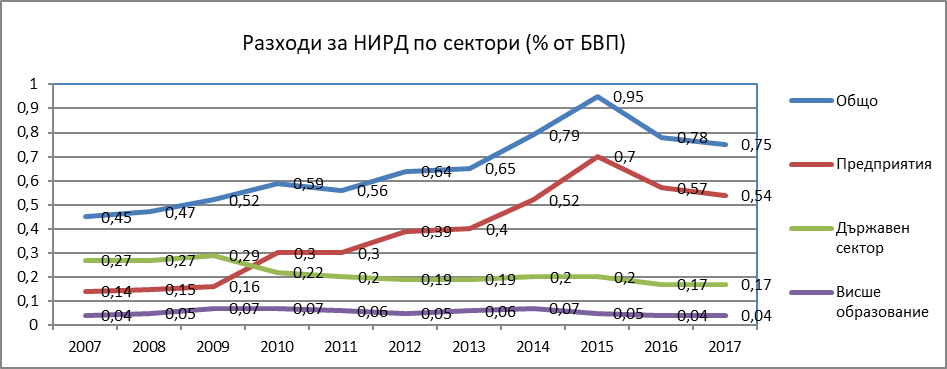 Разходи за НИРД по сектори (% от БВП)
1
0,9
0,8
0,7
0,6
0,5
0,4
0,3
0,2
0,1
0
0,45 0,47 0,52 0,59 0,56 0,64 0,65 0,79 0,95 0,78 0,75
0,14 0,15 0,16 0,3 0,3 0,39 0,4 0,52 0,7 0,57 0,54
0,27 0,27 0,29 0,22 0,2 0,19 0,19 0,2 0,2 0,17 0,17
0,04 0,05 0,07 0,07 0,06 0,05 0,06 0,07 0,05 0,04 0,04
2007 2008 2009 2010 2011 2012 2013 2014 2015 2016 2017
Общо
Предприятия
Държавен
сектор
Висше
образование